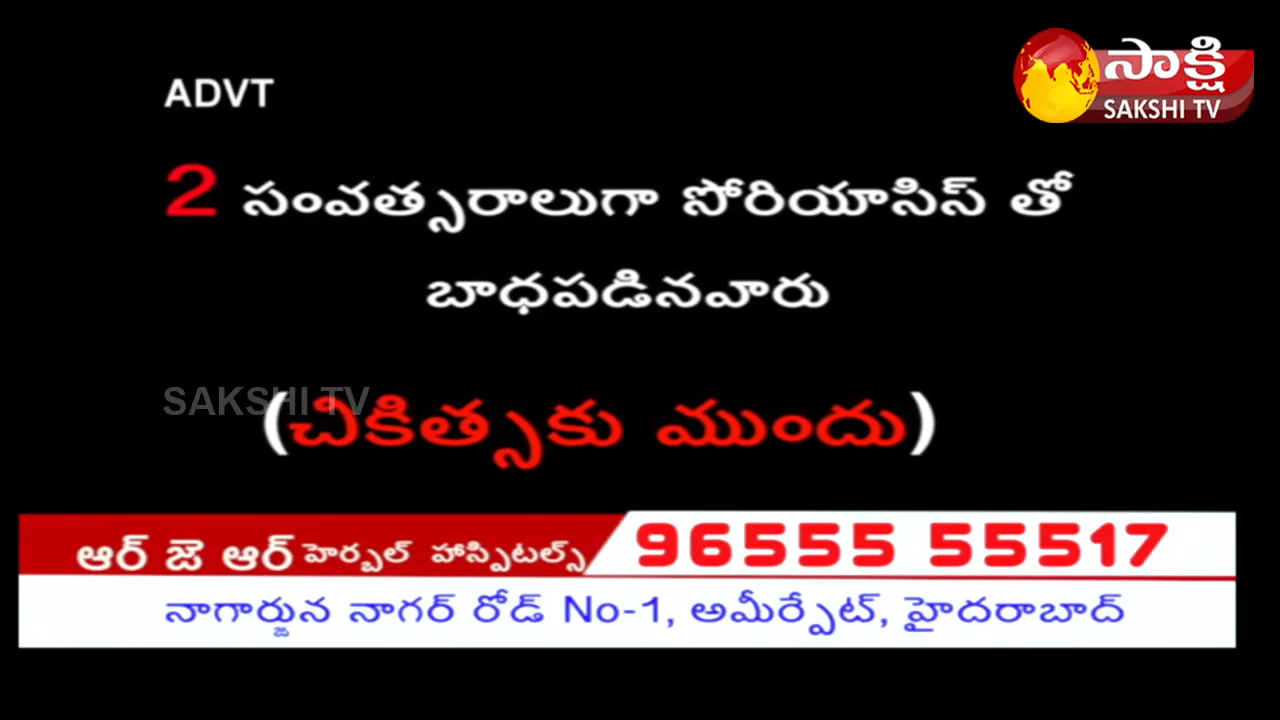 ADVT
సాక్షి
SAKSHI TV
2 సంవత్సరాలుగా సోరియాసిస్ తో
బాధపడినవారు
SAKSHI TV
(చికిత్సకు ముందు)
ఆర్ జె ఆర్ హెర్బల్ హాస్పిటల్స్ 96555 55517
నాగార్జున నాగర్ రోడ్ No-1, అమీర్పేట్, హైదరాబాద్